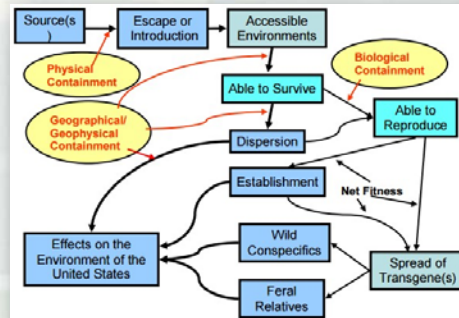 Source(s
)
Escape or
Introduction
Accessible
Environments
Physical
Containment
Biological
Containment
Able to Survive
Able to
Reproduce
Geographical/
Geophysical
Containment
Dispersion
Establishment
Net Fitness
Effects on the
Environment of the
United States
Wild
Conspecifics
Spread of
Transgene(s)
Feral
Relatives